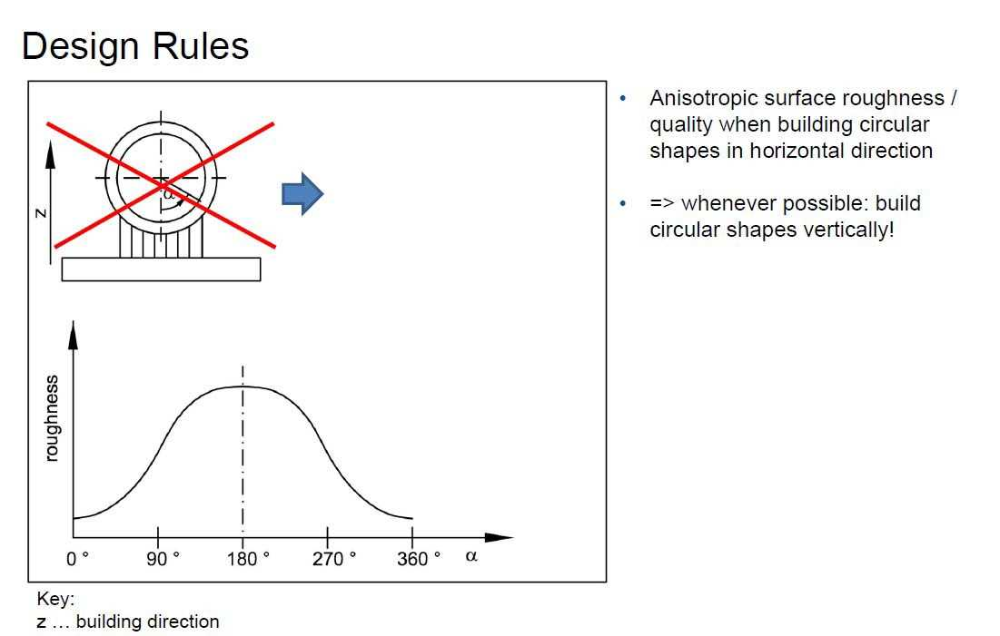 Design Rules
z
α
roughness
0 ° 90 ° 180 ° 270 ° 360 ° α
Key:
z … building direction
• Anisotropic surface roughness /
quality when building circular
shapes in horizontal direction
• => whenever possible: build
circular shapes vertically!